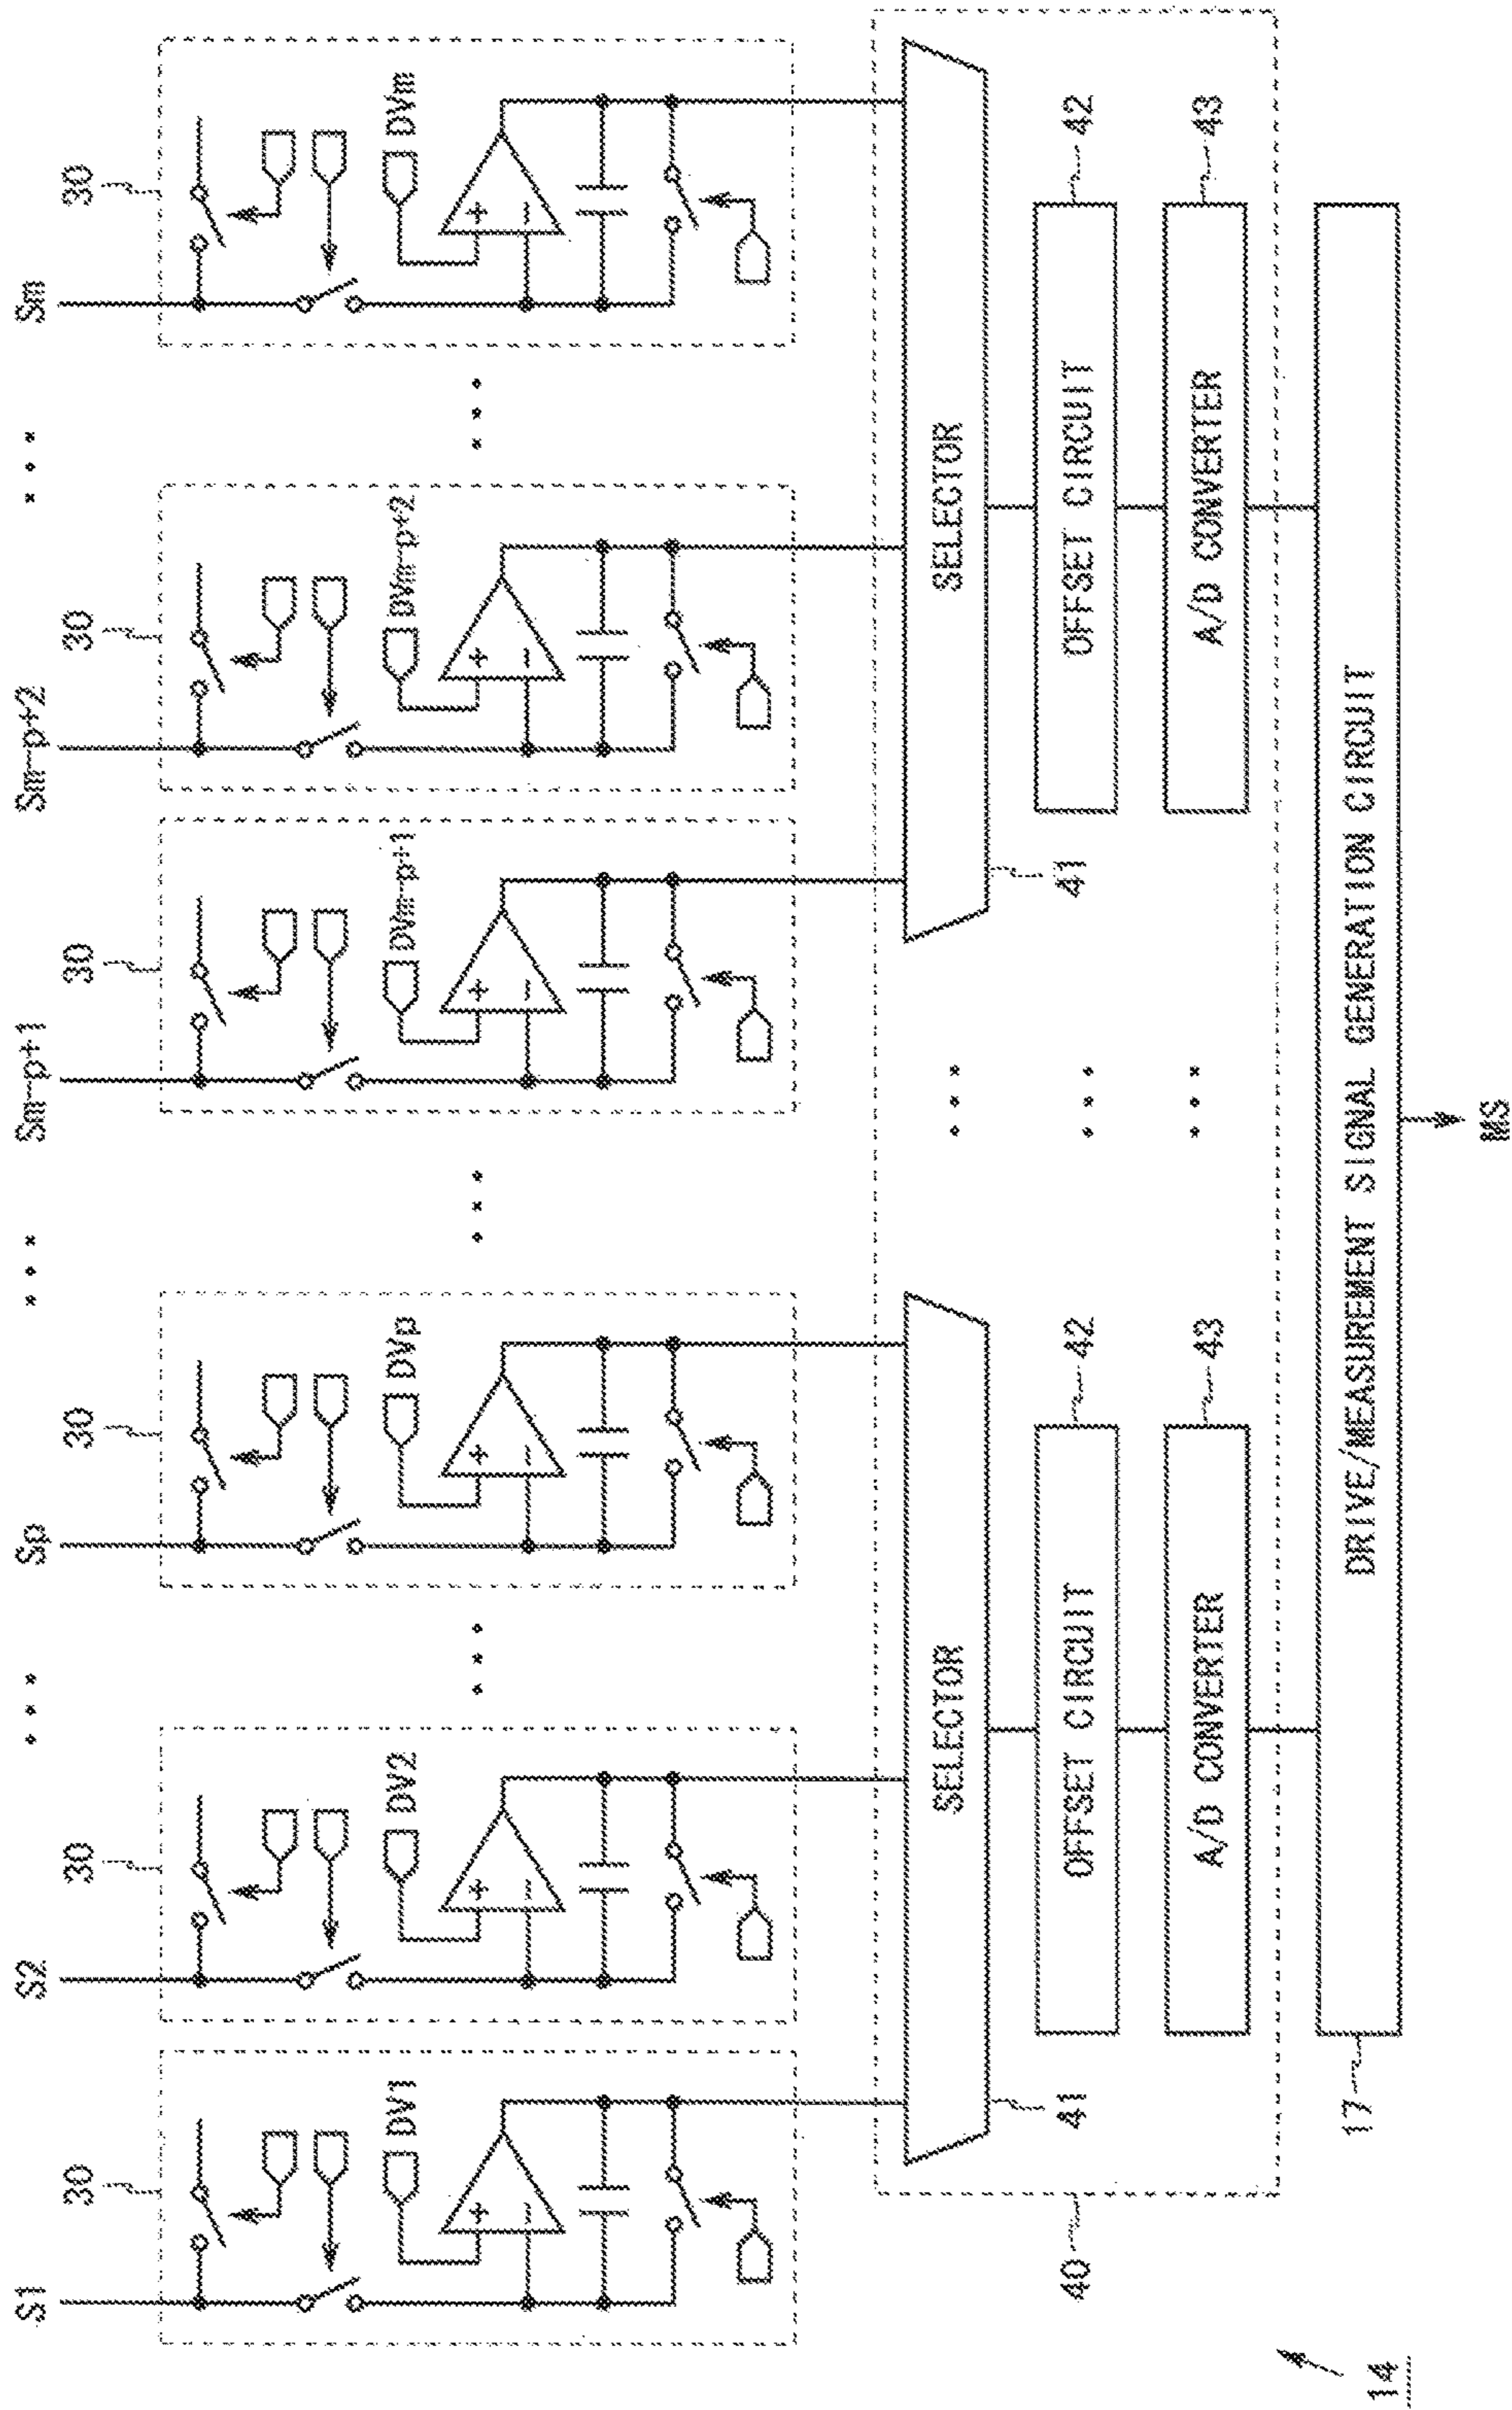 S1
S2
Sp
Sm-p+1
Sm-p+2
Sm
30
30
30
30
30
30
DV1
DV2
DVp
DVm-p+1
DVm-p+2
DVm
+
+
+
+
+
+
−
−
−
−
−
−
SELECTOR
SELECTOR
41
41
OFFSET CIRCUIT
42
OFFSET CIRCUIT
42
A/D CONVERTER
43
A/D CONVERTER
43
40
17
DRIVE/MEASUREMENT SIGNAL GENERATION CIRCUIT
MS
14